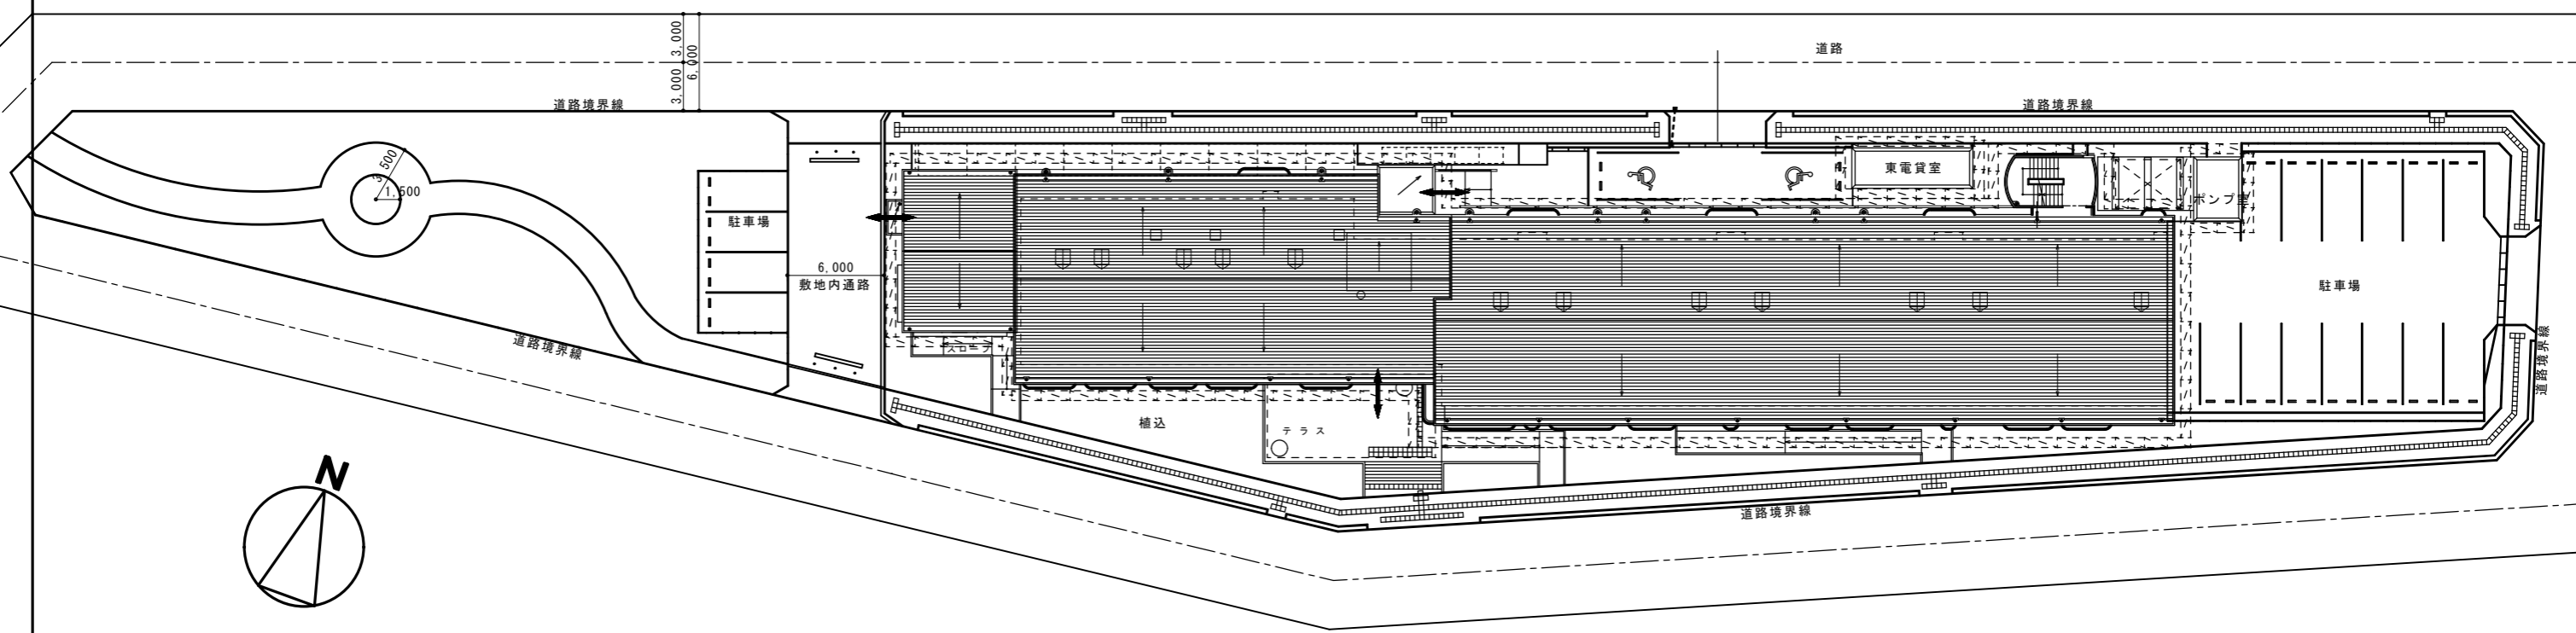 道路
3,000
3,000
6,000
道路境界線
道路境界線
3,500
1,500
東電貸室
ポンプ室
駐車場
6,000
敷地内通路
駐車場
道路境界線
スロープ
植込
テラス
道路境界線
道路境界線
N